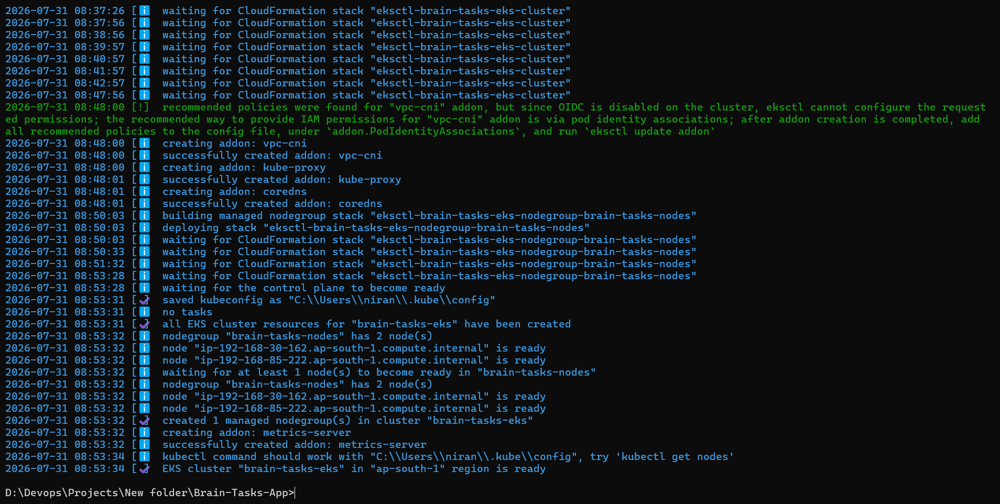 2026-07-31 08:37:26 [ℹ]  waiting for CloudFormation stack "eksctl-brain-tasks-eks-cluster"
2026-07-31 08:37:56 [ℹ]  waiting for CloudFormation stack "eksctl-brain-tasks-eks-cluster"
2026-07-31 08:38:56 [ℹ]  waiting for CloudFormation stack "eksctl-brain-tasks-eks-cluster"
2026-07-31 08:39:57 [ℹ]  waiting for CloudFormation stack "eksctl-brain-tasks-eks-cluster"
2026-07-31 08:40:57 [ℹ]  waiting for CloudFormation stack "eksctl-brain-tasks-eks-cluster"
2026-07-31 08:41:57 [ℹ]  waiting for CloudFormation stack "eksctl-brain-tasks-eks-cluster"
2026-07-31 08:42:57 [ℹ]  waiting for CloudFormation stack "eksctl-brain-tasks-eks-cluster"
2026-07-31 08:47:56 [ℹ]  waiting for CloudFormation stack "eksctl-brain-tasks-eks-cluster"
2026-07-31 08:48:00 [!]  recommended policies were found for "vpc-cni" addon, but since OIDC is disabled on the cluster, eksctl cannot configure the request
ed permissions; the recommended way to provide IAM permissions for "vpc-cni" addon is via pod identity associations; after addon creation is completed, add
all recommended policies to the config file, under `addon.PodIdentityAssociations`, and run `eksctl update addon`
2026-07-31 08:48:00 [ℹ]  creating addon: vpc-cni
2026-07-31 08:48:00 [ℹ]  successfully created addon: vpc-cni
2026-07-31 08:48:00 [ℹ]  creating addon: kube-proxy
2026-07-31 08:48:01 [ℹ]  successfully created addon: kube-proxy
2026-07-31 08:48:01 [ℹ]  creating addon: coredns
2026-07-31 08:48:01 [ℹ]  successfully created addon: coredns
2026-07-31 08:50:03 [ℹ]  building managed nodegroup stack "eksctl-brain-tasks-eks-nodegroup-brain-tasks-nodes"
2026-07-31 08:50:03 [ℹ]  deploying stack "eksctl-brain-tasks-eks-nodegroup-brain-tasks-nodes"
2026-07-31 08:50:03 [ℹ]  waiting for CloudFormation stack "eksctl-brain-tasks-eks-nodegroup-brain-tasks-nodes"
2026-07-31 08:50:33 [ℹ]  waiting for CloudFormation stack "eksctl-brain-tasks-eks-nodegroup-brain-tasks-nodes"
2026-07-31 08:51:32 [ℹ]  waiting for CloudFormation stack "eksctl-brain-tasks-eks-nodegroup-brain-tasks-nodes"
2026-07-31 08:53:28 [ℹ]  waiting for CloudFormation stack "eksctl-brain-tasks-eks-nodegroup-brain-tasks-nodes"
2026-07-31 08:53:28 [ℹ]  waiting for the control plane to become ready
2026-07-31 08:53:31 [✔]  saved kubeconfig as "C:\\Users\\niran\\.kube\\config"
2026-07-31 08:53:31 [ℹ]  no tasks
2026-07-31 08:53:31 [✔]  all EKS cluster resources for "brain-tasks-eks" have been created
2026-07-31 08:53:32 [ℹ]  nodegroup "brain-tasks-nodes" has 2 node(s)
2026-07-31 08:53:32 [ℹ]  node "ip-192-168-30-162.ap-south-1.compute.internal" is ready
2026-07-31 08:53:32 [ℹ]  node "ip-192-168-85-222.ap-south-1.compute.internal" is ready
2026-07-31 08:53:32 [ℹ]  waiting for at least 1 node(s) to become ready in "brain-tasks-nodes"
2026-07-31 08:53:32 [ℹ]  nodegroup "brain-tasks-nodes" has 2 node(s)
2026-07-31 08:53:32 [ℹ]  node "ip-192-168-30-162.ap-south-1.compute.internal" is ready
2026-07-31 08:53:32 [ℹ]  node "ip-192-168-85-222.ap-south-1.compute.internal" is ready
2026-07-31 08:53:32 [✔]  created 1 managed nodegroup(s) in cluster "brain-tasks-eks"
2026-07-31 08:53:32 [ℹ]  creating addon: metrics-server
2026-07-31 08:53:32 [ℹ]  successfully created addon: metrics-server
2026-07-31 08:53:34 [ℹ]  kubectl command should work with "C:\\Users\\niran\\.kube\\config", try 'kubectl get nodes'
2026-07-31 08:53:34 [✔]  EKS cluster "brain-tasks-eks" in "ap-south-1" region is ready
D:\Devops\Projects\New folder\Brain-Tasks-App>